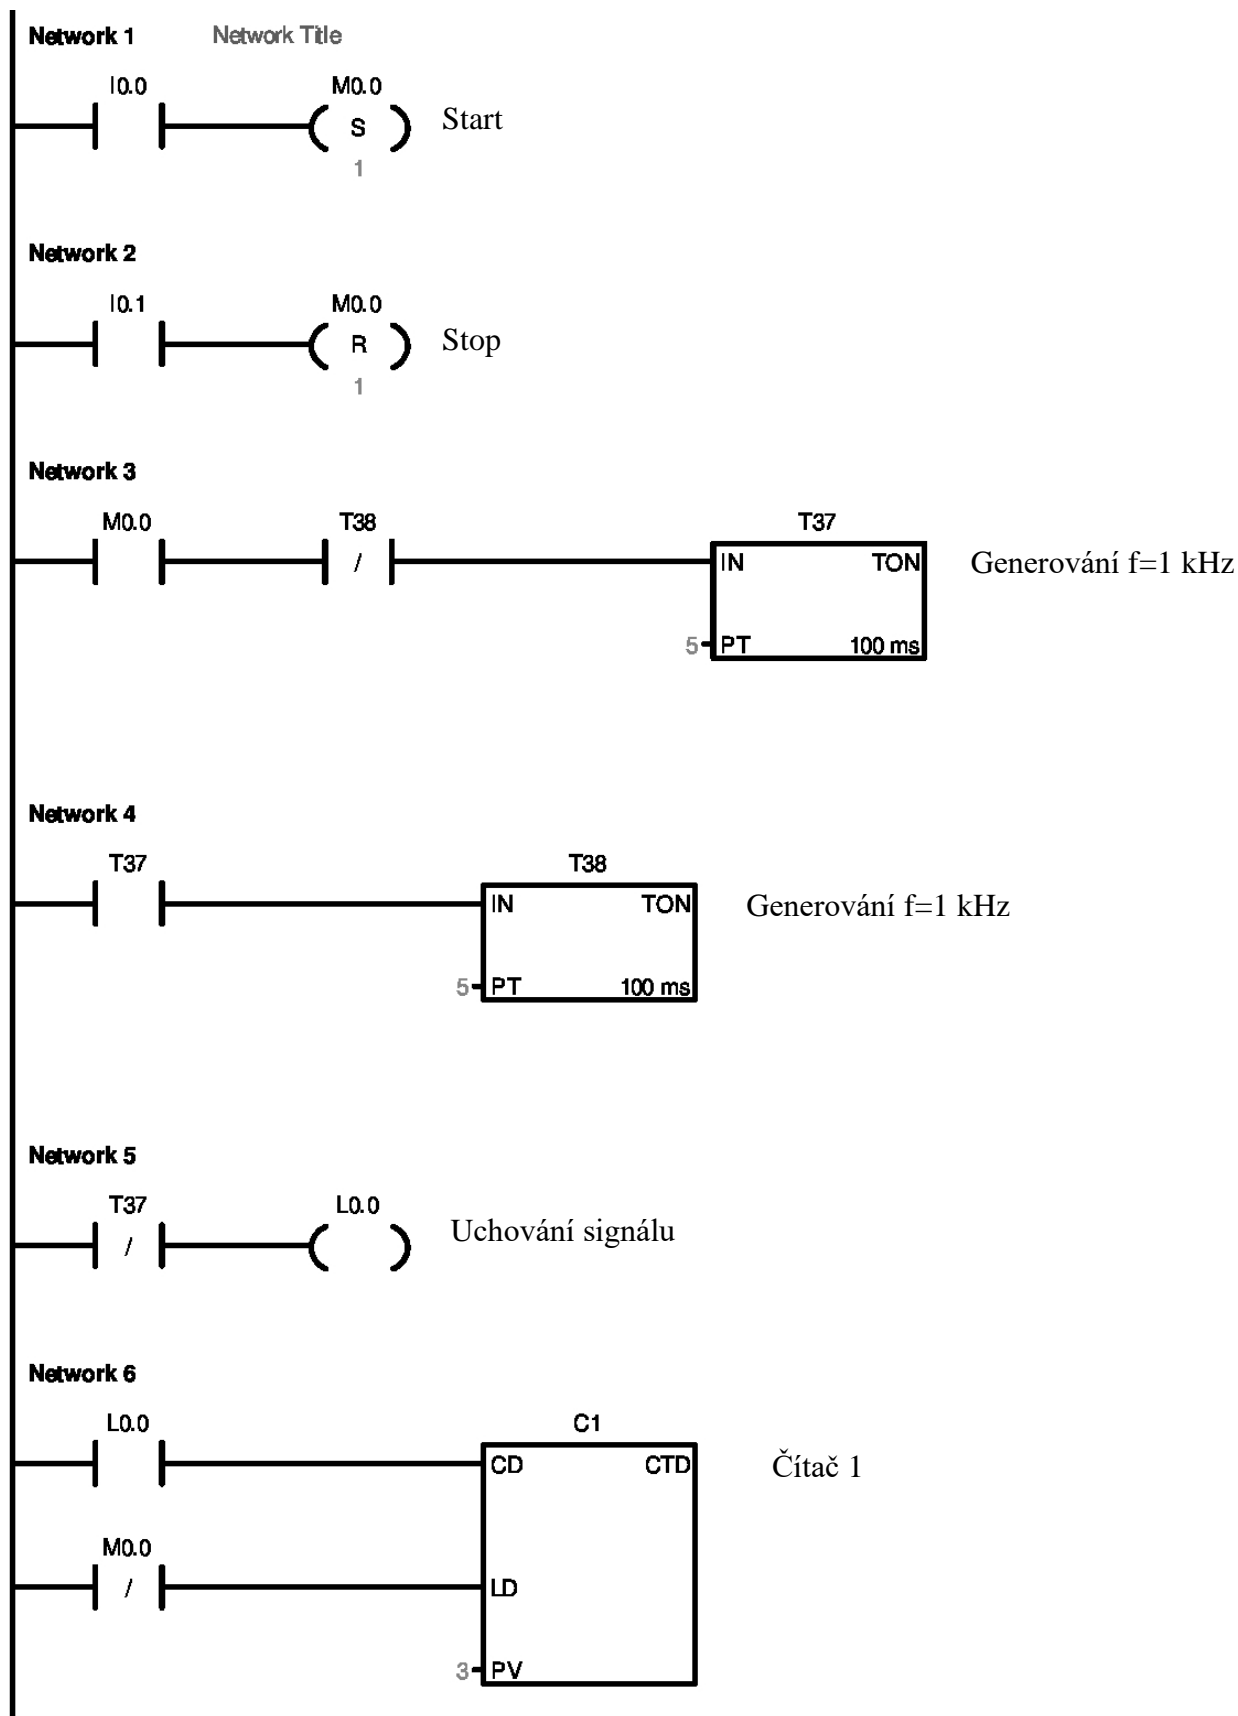 Network 1 Network Title
I0.0 M0.0
S Start
1
Network 2
I0.1 M0.0
R Stop
1
Network 3
M0.0 T38 T37
/ IN TON Generování f=1 kHz
5 PT 100 ms
Network 4
T37 T38
IN TON Generování f=1 kHz
5 PT 100 ms
Network 5
T37 L0.0
/ Uchování signálu
Network 6
L0.0 C1
CD CTD Čítač 1
M0.0
/ LD
3 PV